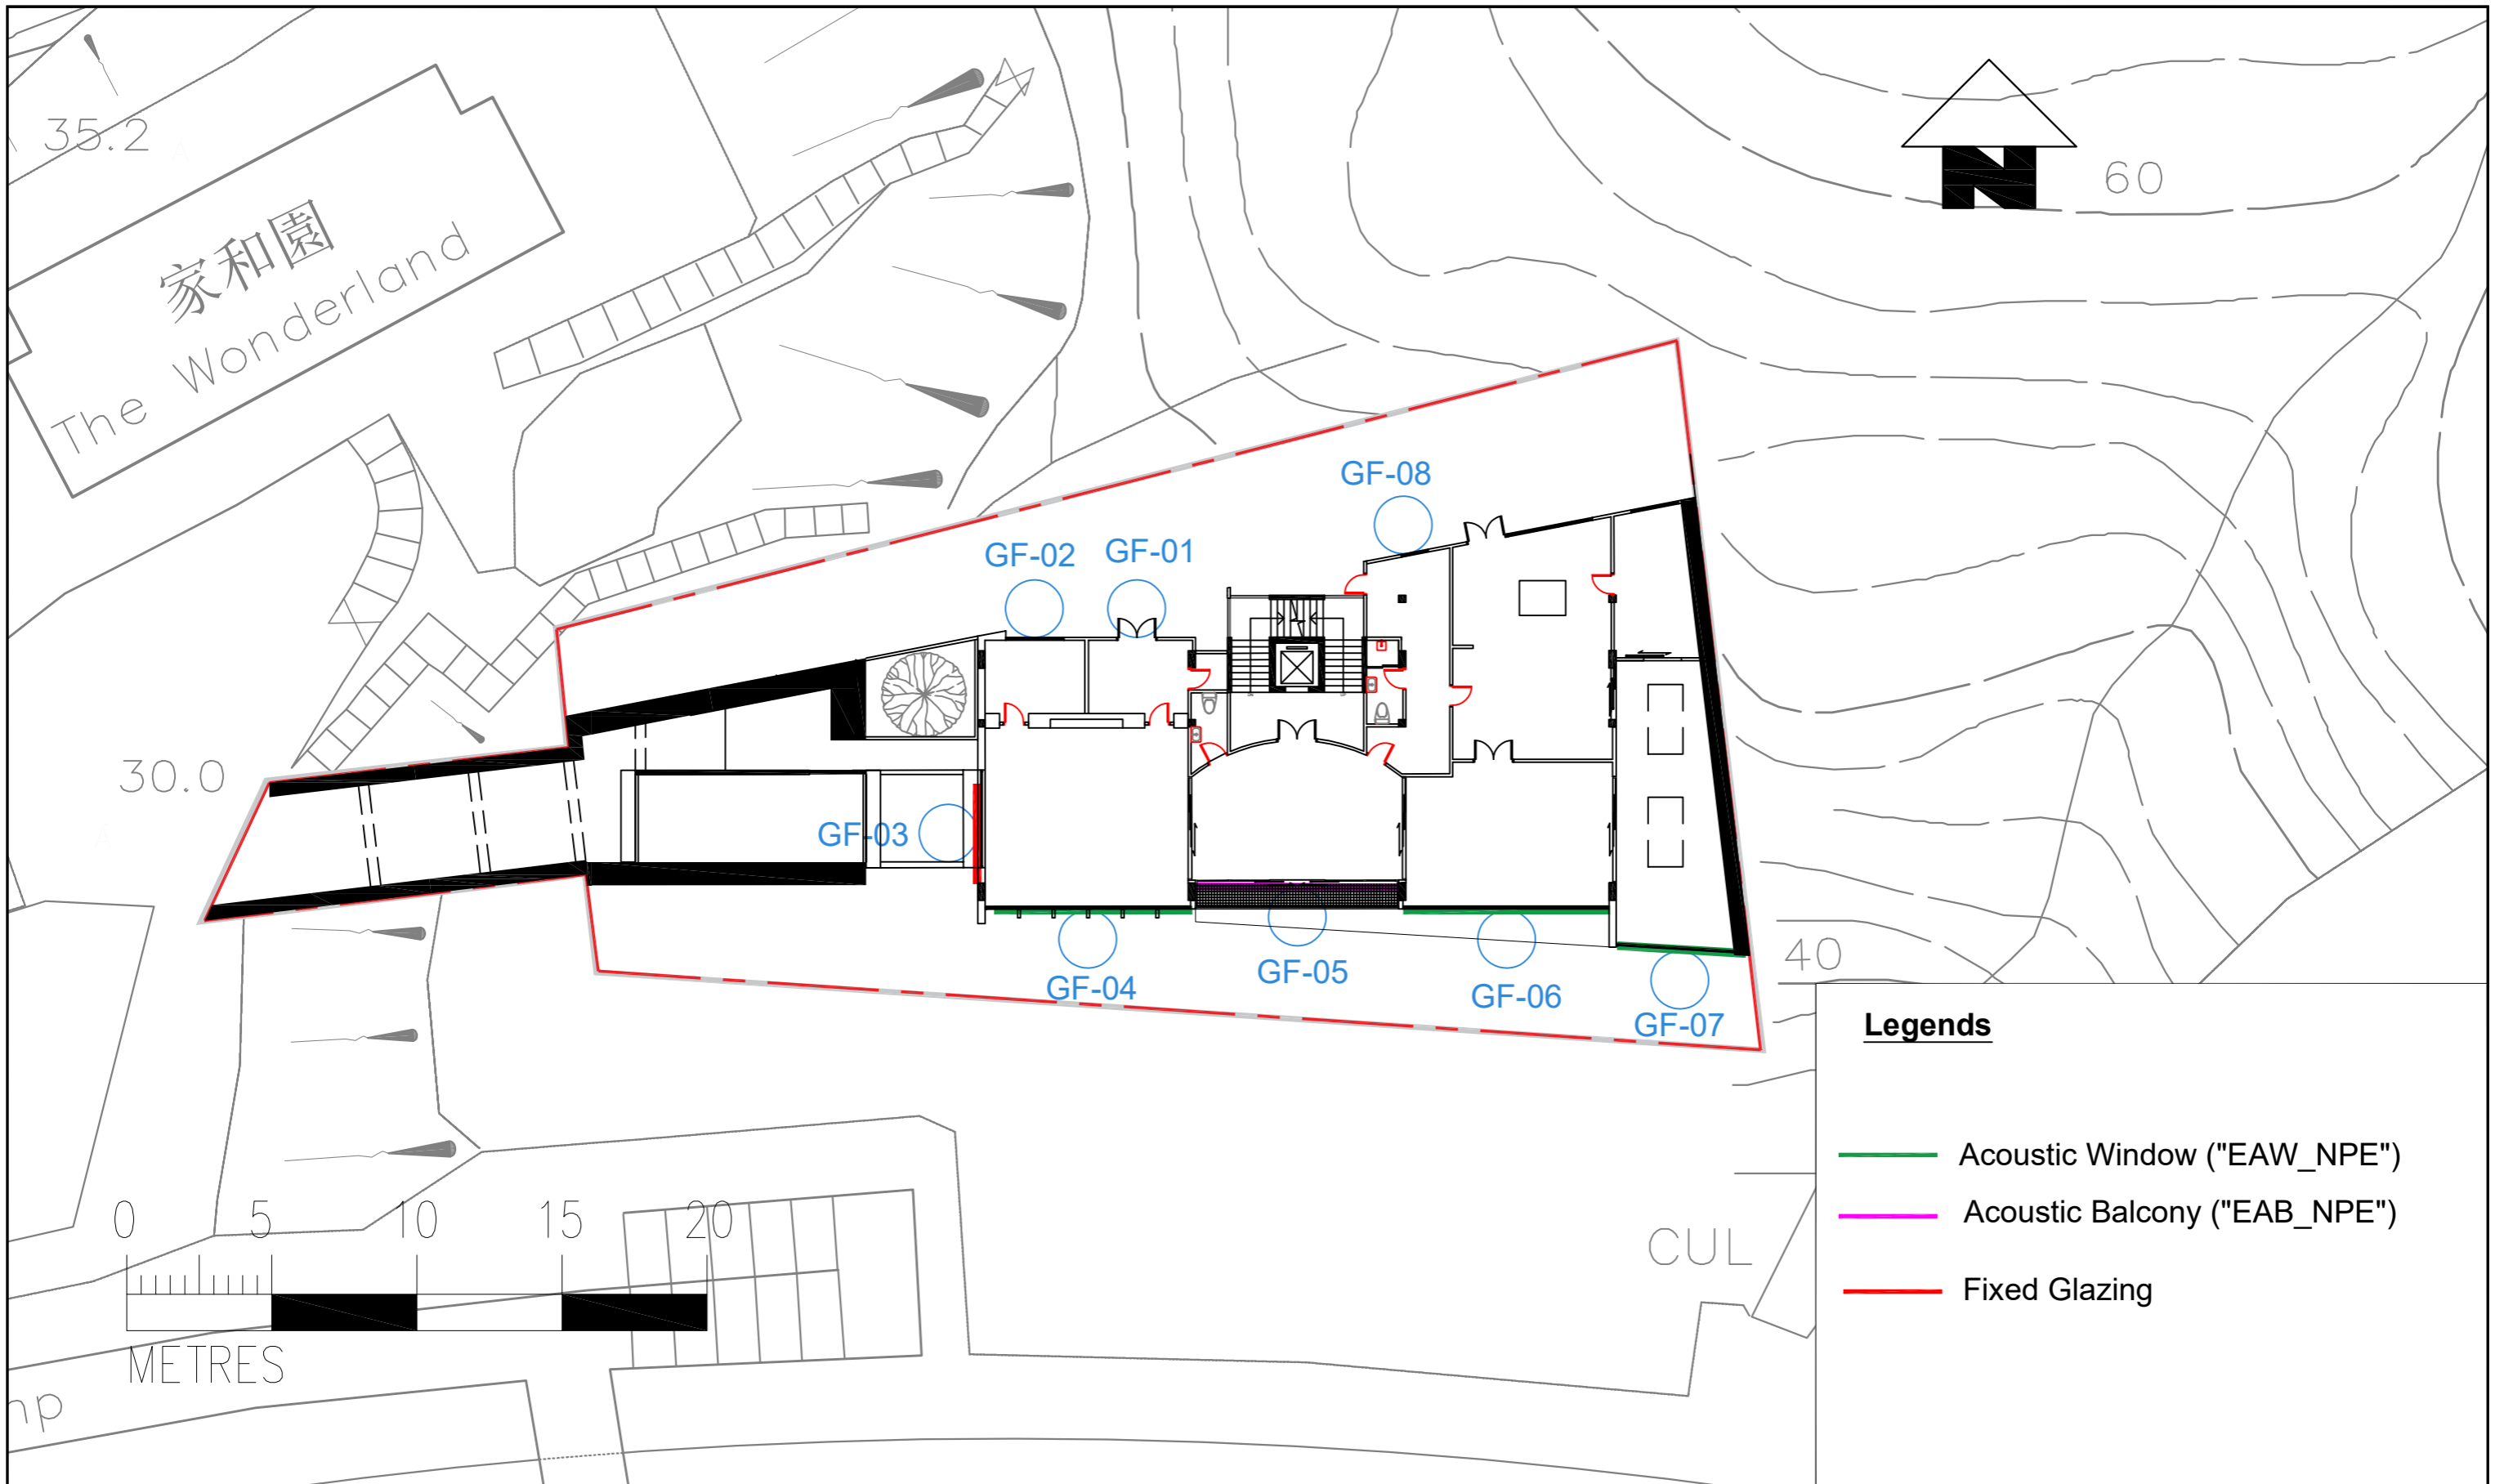 35.2
家和園
The Wonderland
N
60
GF-08
GF-02
GF-01
30.0
GF-03
GF-04
GF-05
GF-06
GF-07
40
Legends
Acoustic Window ("EAW_NPE")
Acoustic Balcony ("EAB_NPE")
Fixed Glazing
0 5 10 15 20
METRES
CUL
np